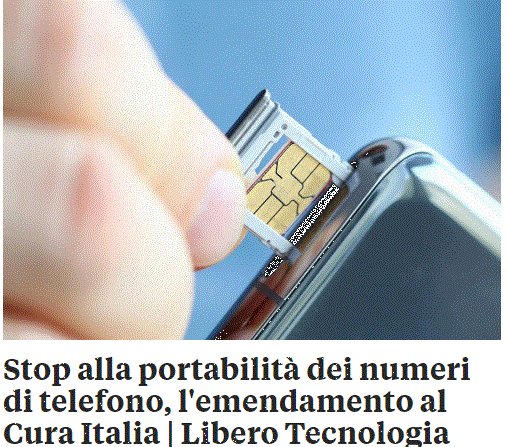 Stop alla portabilità dei numeri
di telefono, l'emendamento al
Cura Italia | Libero Tecnologia